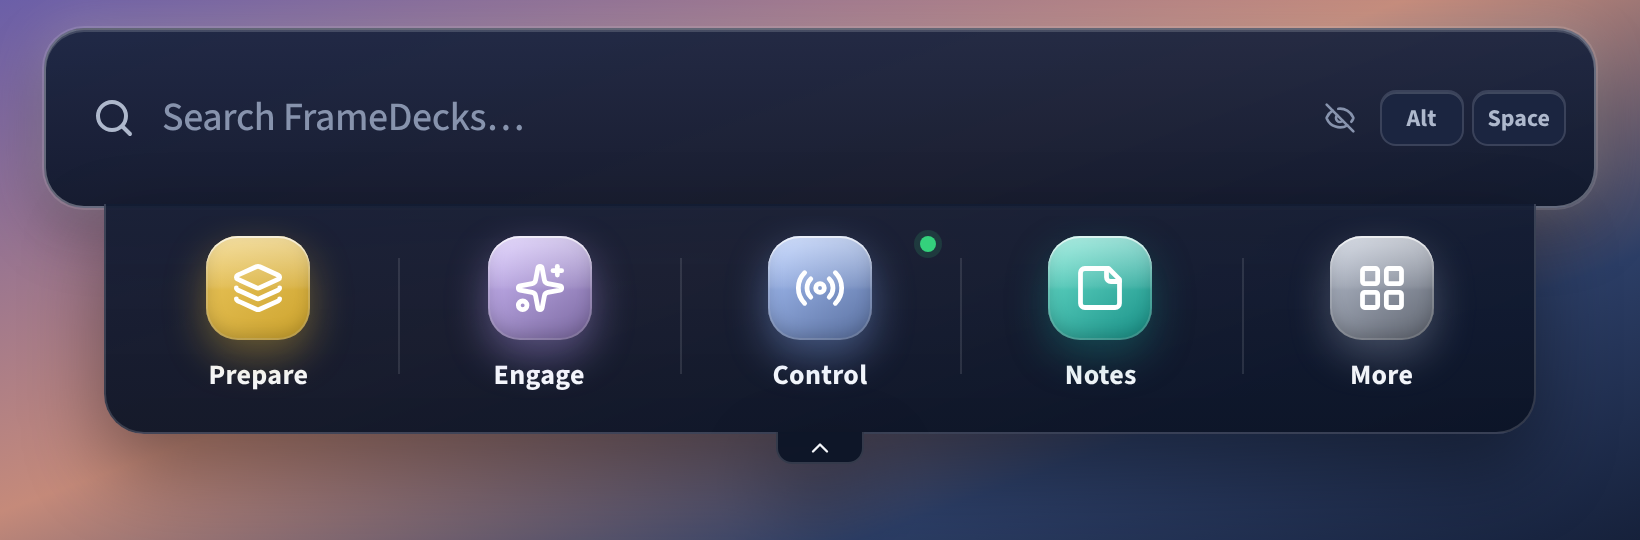 Search FrameDecks…
Alt
Space
Prepare
Engage
Control
Notes
More